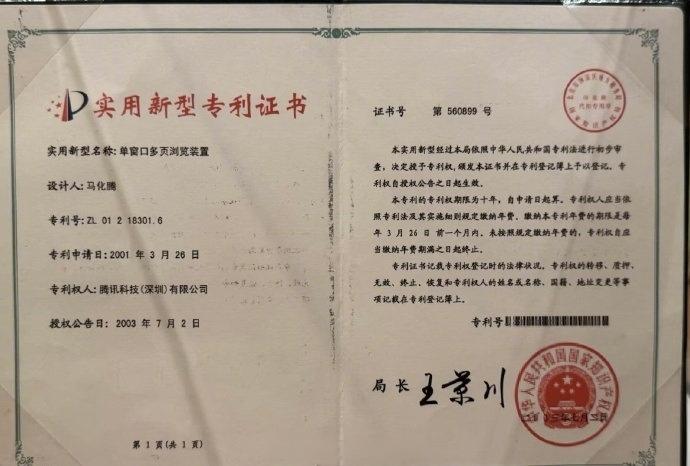 实用新型专利证书
实用新型名称: 单窗口多页浏览装置
设计人: 马化腾
专利号: ZL 01 2 18301.6
专利申请日: 2001 年 3 月 26 日
专利权人: 腾讯科技(深圳)有限公司
授权公告日: 2003 年 7 月 2 日
第 1 页(共 1 页)
证书号 第 560899 号
本实用新型经过本局依照中华人民共和国专利法进行初步审
查, 决定授予专利权, 颁发本证书并在专利登记簿上予以登记。专
利权自授权公告之日起生效。
本专利的专利权期限为十年, 自申请日起算。专利权人应当依
照专利法及其实施细则规定缴纳年费。缴纳本专利年费的期限是每
年 3 月 26 日 前一个月内。未按照规定缴纳年费的, 专利权自应
当缴纳年费期满之日起终止。
专利证书记载专利权登记时的法律状况。专利权的转移、质押、
无效、终止、恢复和专利权人的姓名或名称、国籍、地址变更等事
项记载在专利登记簿上。
专利号
局长 王景川
中华人民共和国国家知识产权局